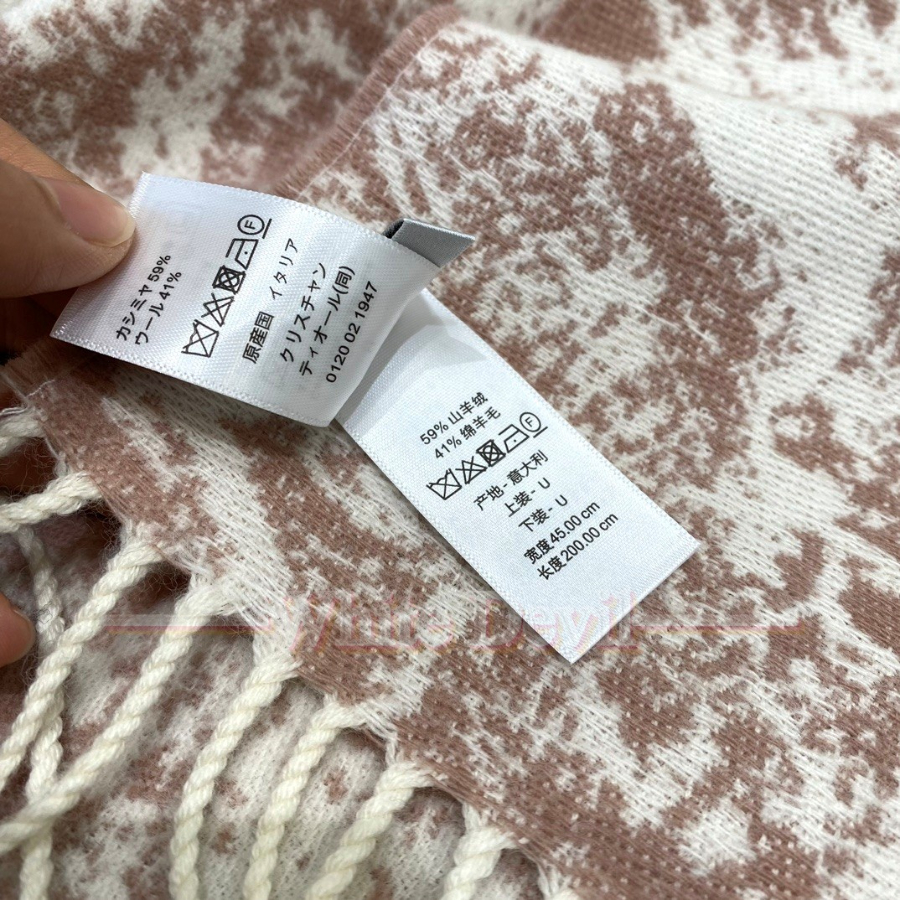 カシミヤ 59%
ウール 41%
F
原産国 イタリア
クリスチャン
ディオール(同)
0120 02 1947
59% 山羊绒
41% 绵羊毛
F
产地 - 意大利
上装 - U
下装 - U
宽度 45.00 cm
长度 200.00 cm
White Devil